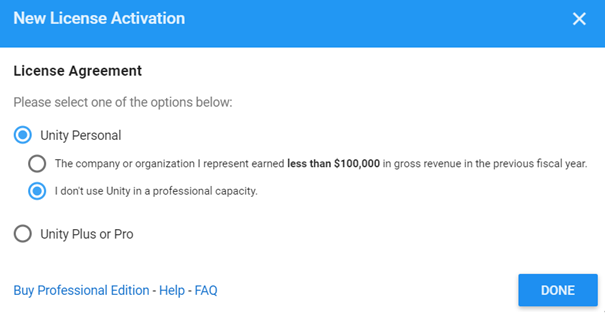 New License Activation
License Agreement
Please select one of the options below:
Unity Personal
The company or organization I represent earned less than $100,000 in gross revenue in the previous fiscal year.
I don't use Unity in a professional capacity.
Unity Plus or Pro
Buy Professional Edition - Help - FAQ
DONE